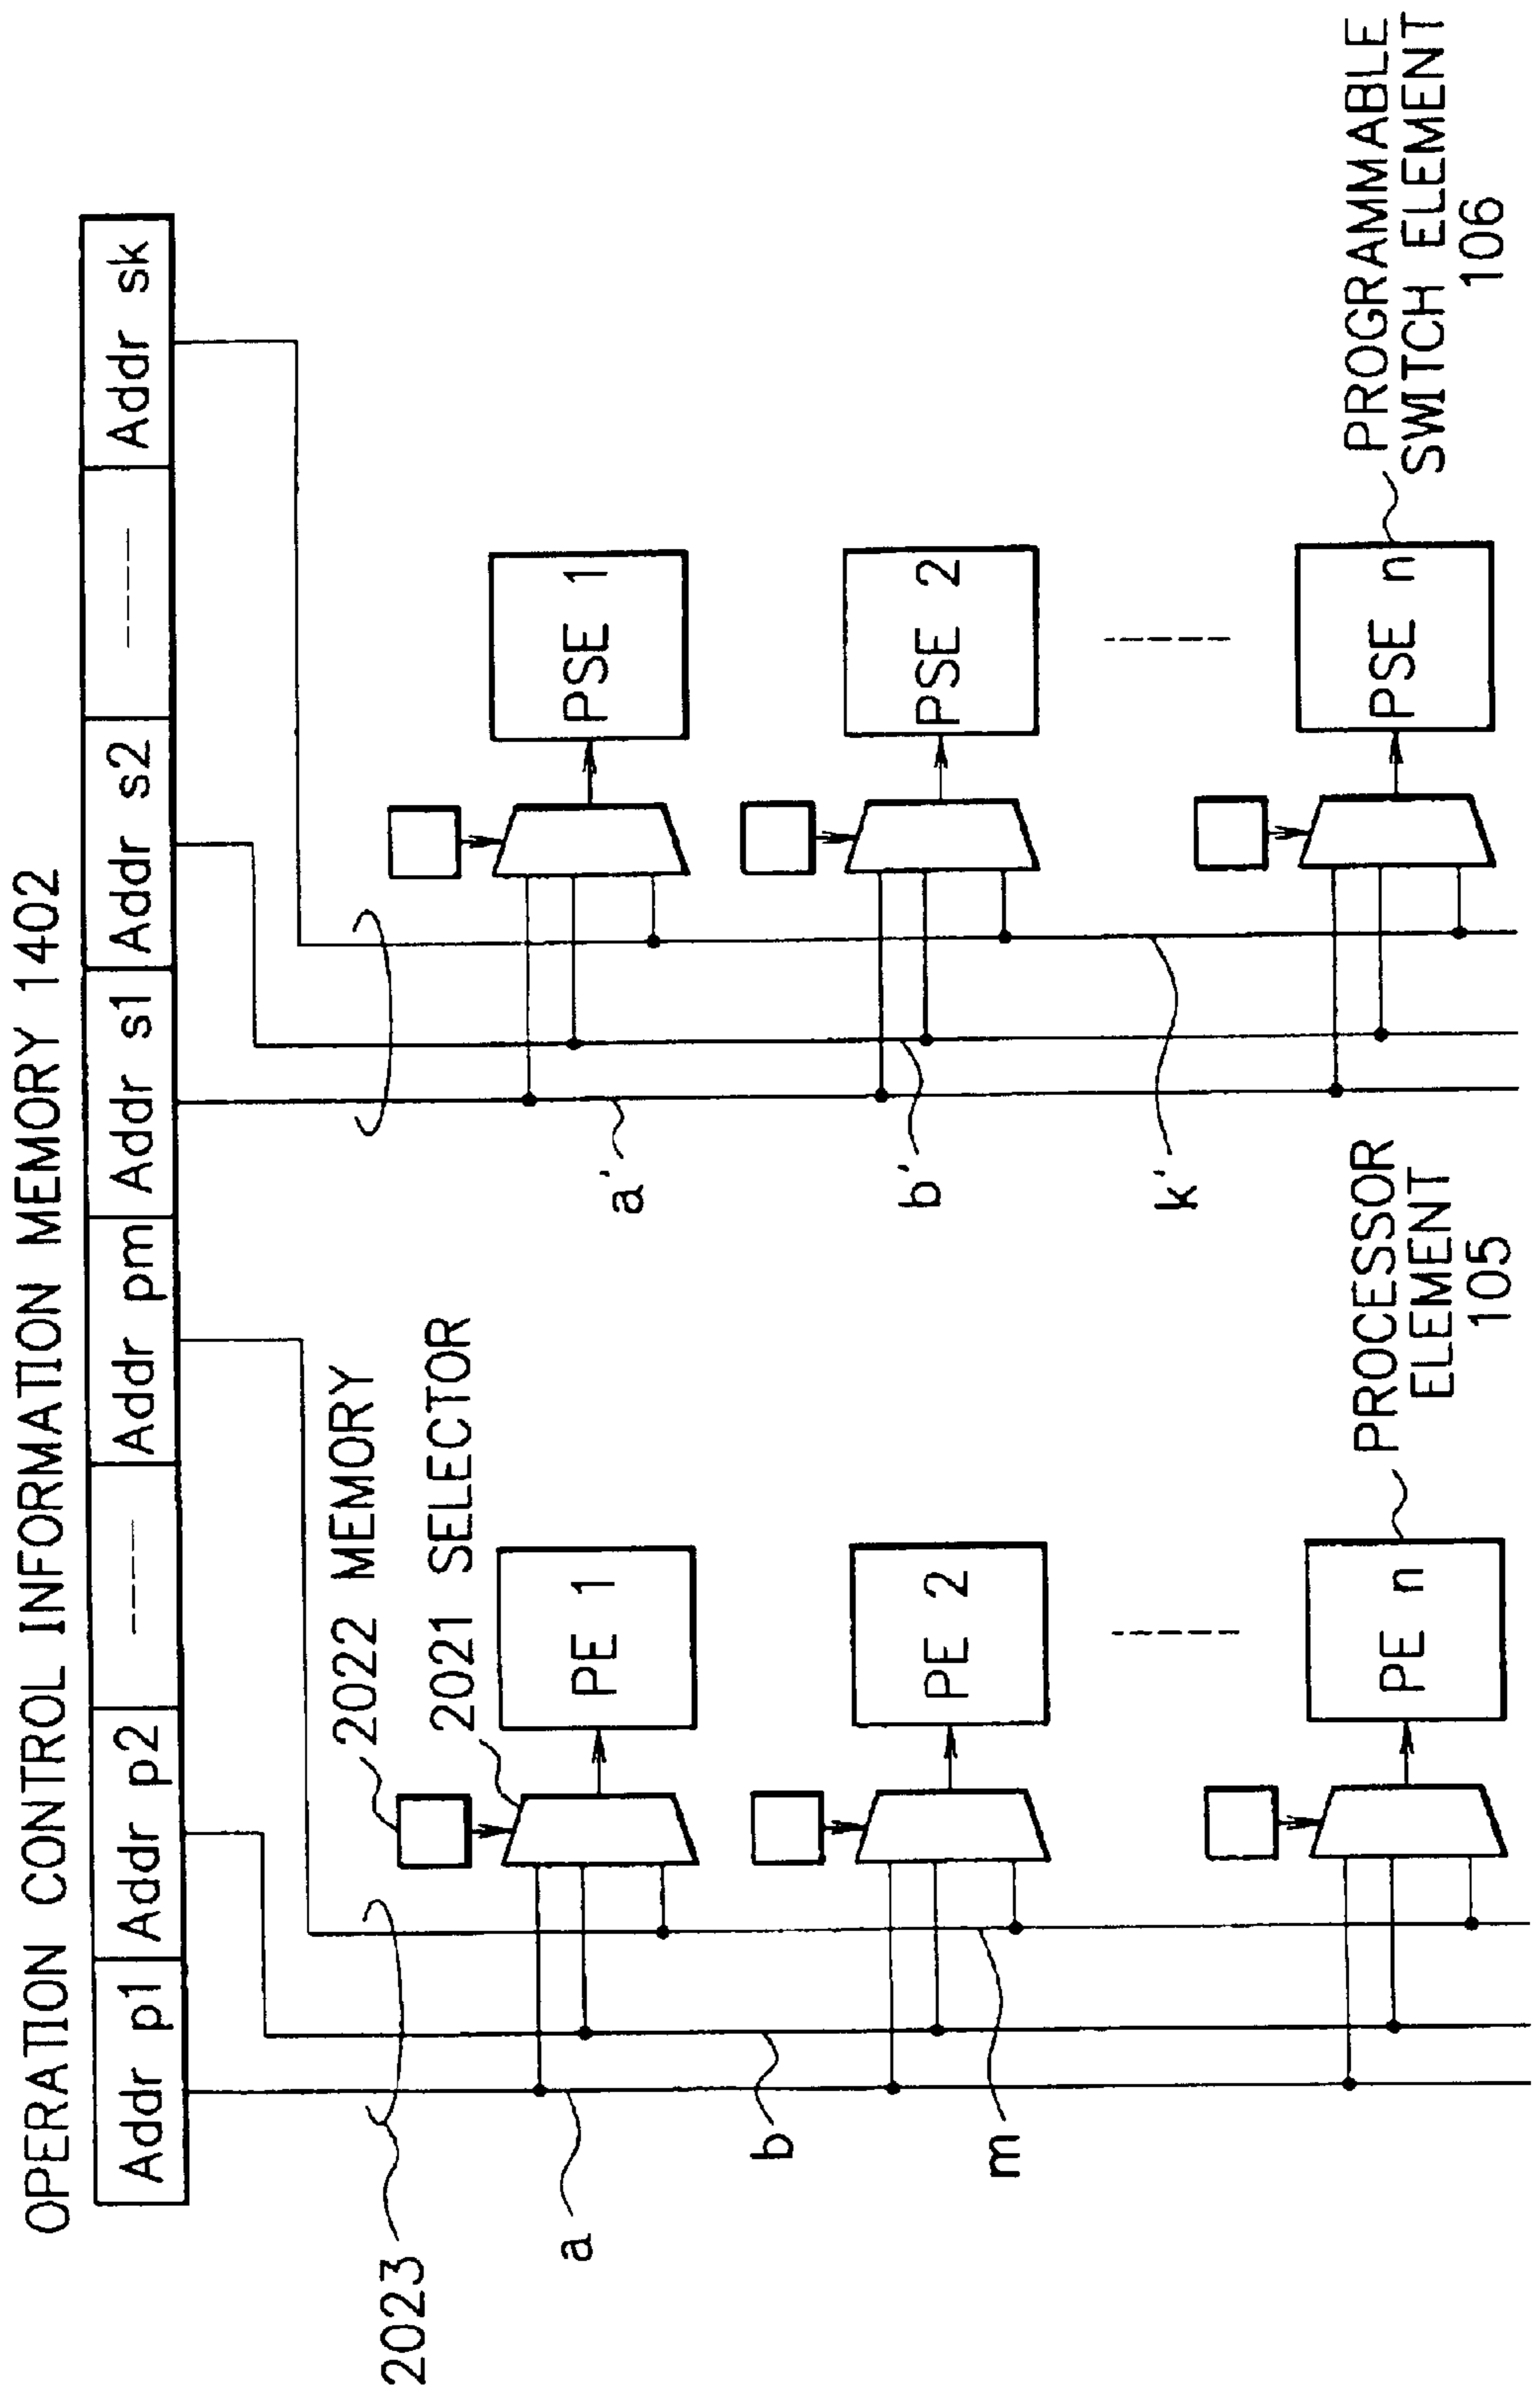 OPERATION CONTROL INFORMATION MEMORY 1402
Addr p1 Addr p2 Addr pm Addr s1 Addr s2 Addr sk
2023
2022 MEMORY
2021 SELECTOR
a
PE 1
a'
PSE 1
b
PE 2
b'
PSE 2
m
k'
PE n
PROCESSOR
ELEMENT
105
PSE n
PROGRAMMABLE
SWITCH ELEMENT
106